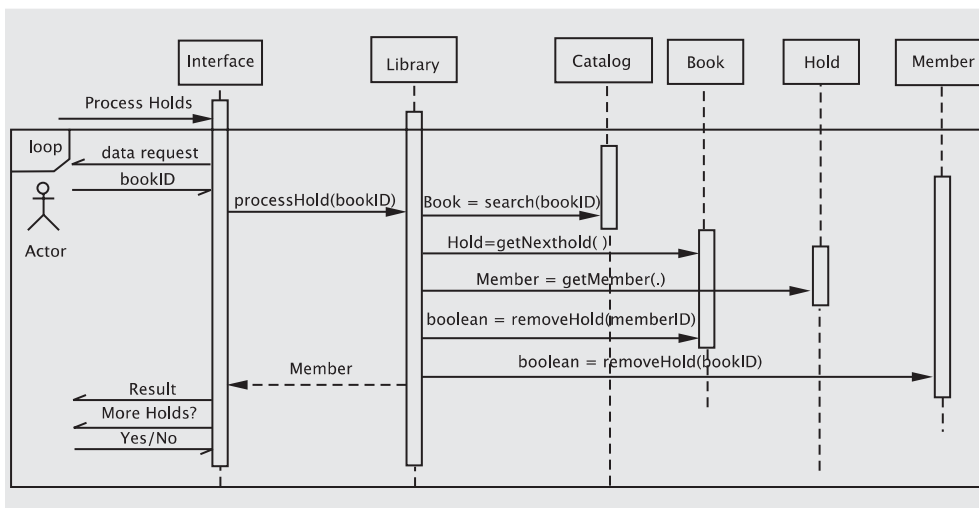 Interface
Library
Catalog
Book
Hold
Member
Process Holds
loop
data request
bookID
Actor
processHold(bookID)
Book = search(bookID)
Hold=getNexthold( )
Member = getMember(.)
boolean = removeHold(memberID)
boolean = removeHold(bookID)
Member
Result
More Holds?
Yes/No